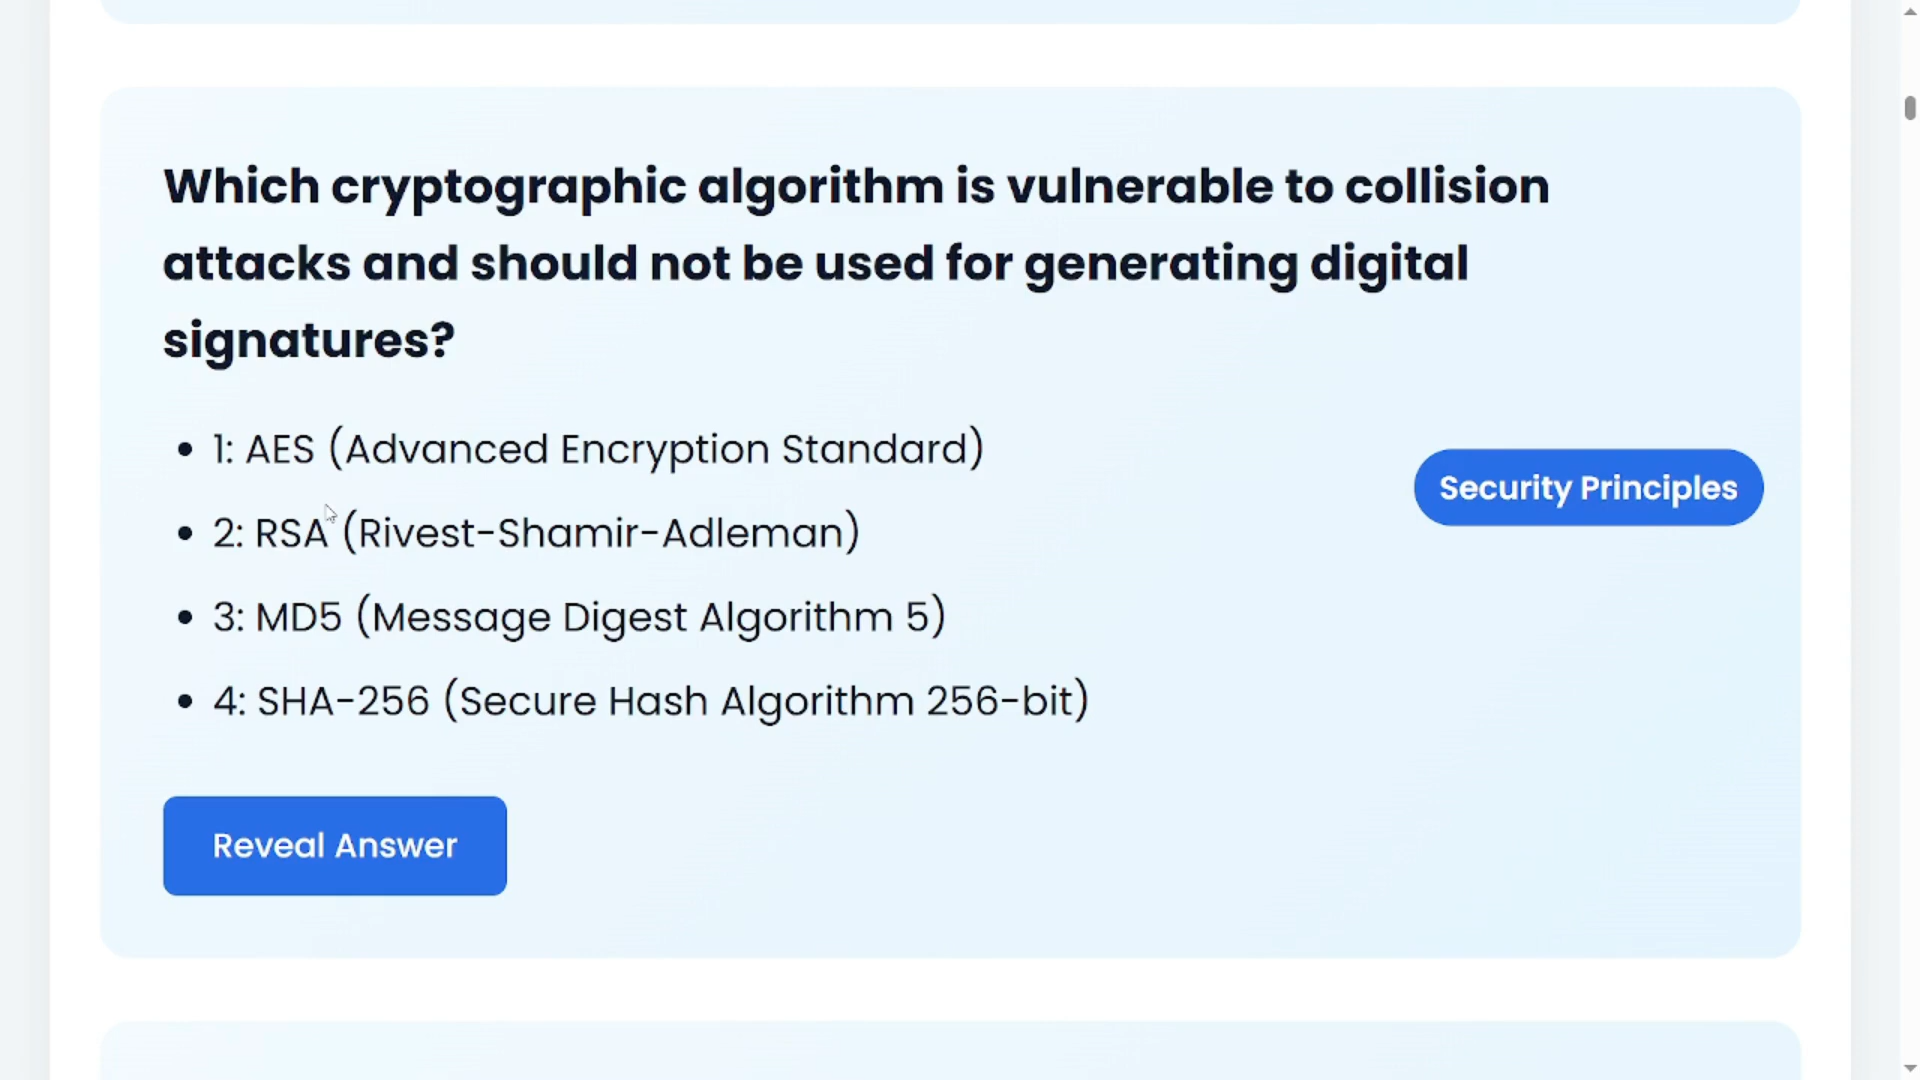 Which cryptographic algorithm is vulnerable to collision
attacks and should not be used for generating digital
signatures?
1: AES (Advanced Encryption Standard)
Security Principles
2: RSA (Rivest-Shamir-Adleman)
3: MD5 (Message Digest Algorithm 5)
4: SHA-256 (Secure Hash Algorithm 256-bit)
Reveal Answer